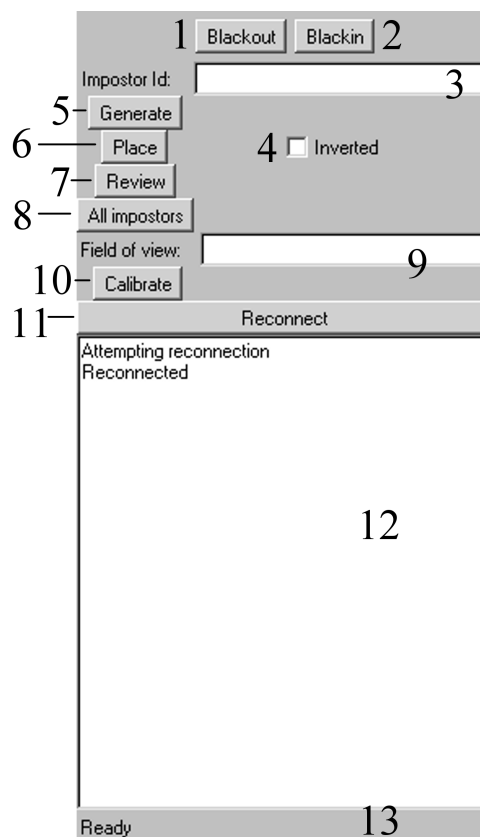 1 Blackout Blackin 2
Impostor Id: 3
5 Generate
6 Place 4 Inverted
7 Review
8 All impostors
Field of view: 9
10 Calibrate
11 Reconnect
Attempting reconnection
Reconnected
12
Ready 13